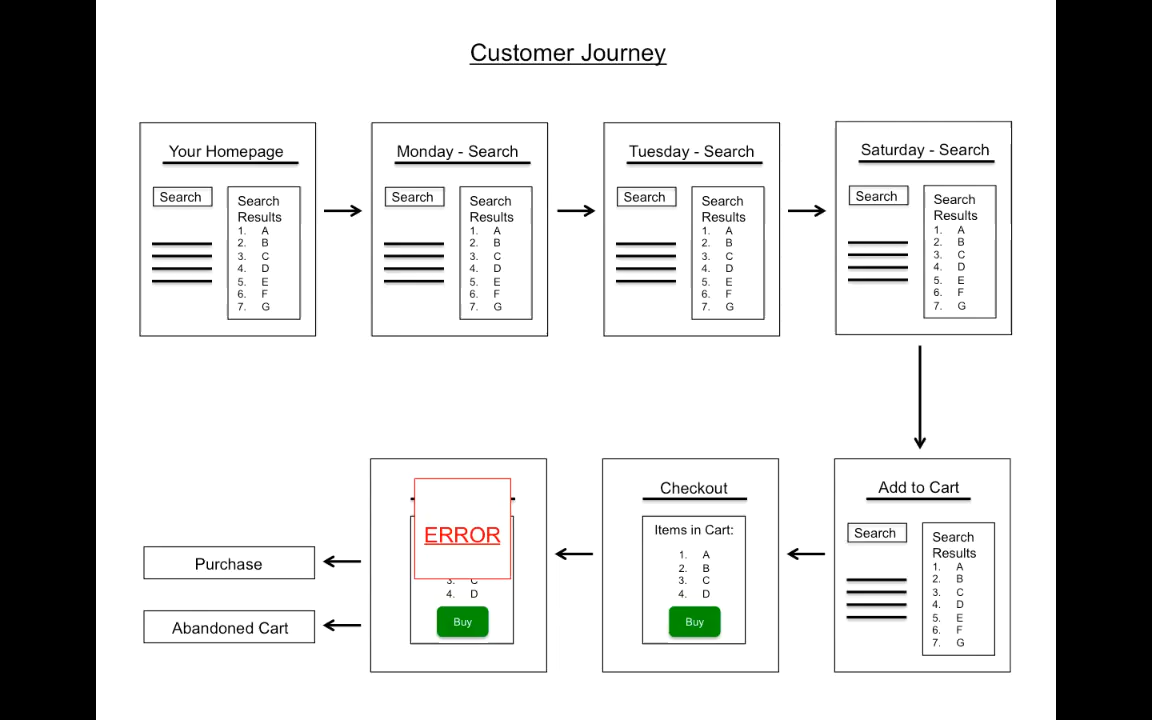 Customer Journey
Your Homepage
Search
Search
Results
1. A
2. B
3. C
4. D
5. E
6. F
7. G
Monday - Search
Search
Search
Results
1. A
2. B
3. C
4. D
5. E
6. F
7. G
Tuesday - Search
Search
Search
Results
1. A
2. B
3. C
4. D
5. E
6. F
7. G
Saturday - Search
Search
Search
Results
1. A
2. B
3. C
4. D
5. E
6. F
7. G
Add to Cart
Search
Search
Results
1. A
2. B
3. C
4. D
5. E
6. F
7. G
Checkout
Items in Cart:
1. A
2. B
3. C
4. D
Buy
ERROR
3. C
4. D
Buy
Purchase
Abandoned Cart